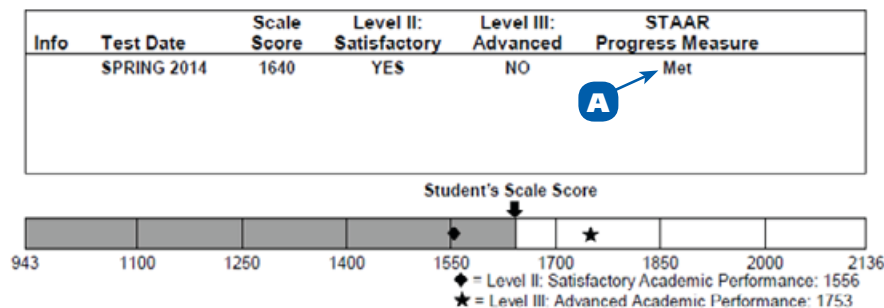 Info Test Date Scale Score Level II: Satisfactory Level III: Advanced STAAR Progress Measure
SPRING 2014 1640 YES NO Met
A
Student's Scale Score
943 1100 1250 1400 1550 1700 1850 2000 2136
◆ = Level II: Satisfactory Academic Performance: 1556
★ = Level III: Advanced Academic Performance: 1753